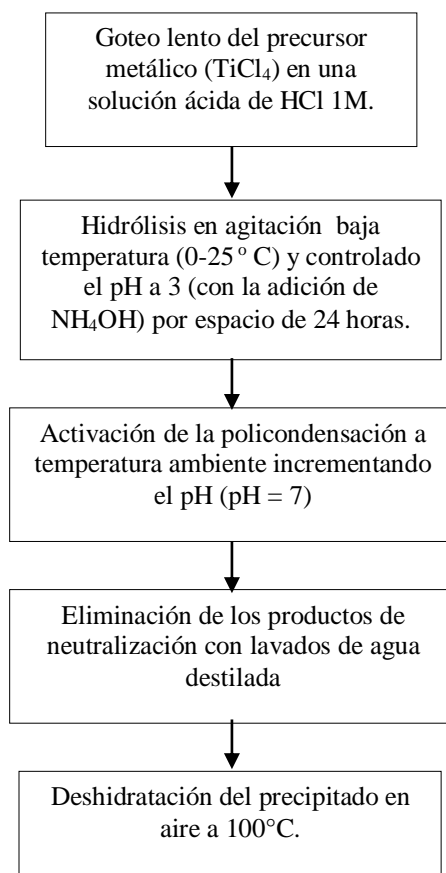 Goteo lento del precursor
metálico (TiCl₄) en una
solución ácida de HCl 1M.
Hidrólisis en agitación baja
temperatura (0-25 º C) y controlado
el pH a 3 (con la adición de
NH₄OH) por espacio de 24 horas.
Activación de la policondensación a
temperatura ambiente incrementando
el pH (pH = 7)
Eliminación de los productos de
neutralización con lavados de agua
destilada
Deshidratación del precipitado en
aire a 100°C.